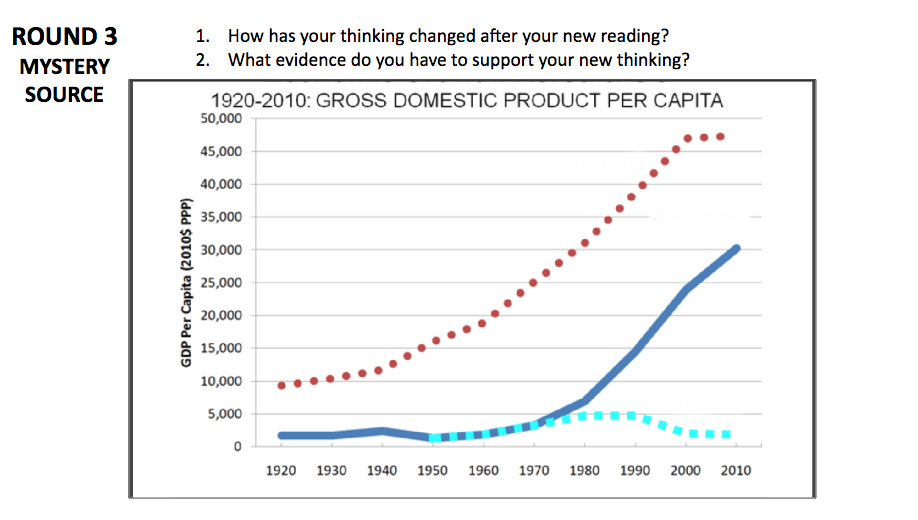 ROUND 3
MYSTERY
SOURCE
1. How has your thinking changed after your new reading?
2. What evidence do you have to support your new thinking?
1920-2010: GROSS DOMESTIC PRODUCT PER CAPITA
GDP Per Capita (2010$ PPP)
50,000
45,000
40,000
35,000
30,000
25,000
20,000
15,000
10,000
5,000
0
1920 1930 1940 1950 1960 1970 1980 1990 2000 2010